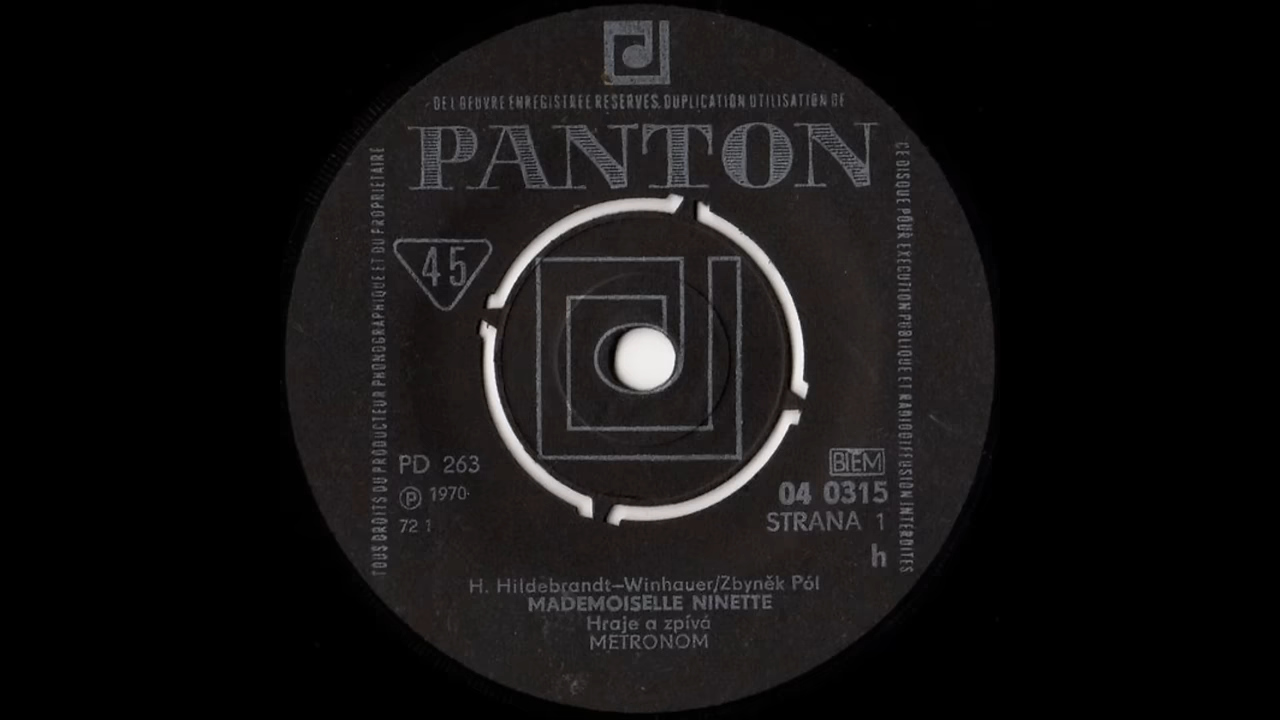 DE L'OEUVRE ENREGISTREE RESERVES. DUPLICATION UTILISATION DE
PANTON
TOUS DROITS DU PRODUCTEUR PHONOGRAPHIQUE ET DU PROPRIETAIRE
CE DISQUE POUR EXECUTION PUBLIQUE ET RADIODIFFUSION INTERDITES
45
PD 263
Ⓟ 1970
72 1
BIEM
04 0315
STRANA 1
h
H. Hildebrandt–Winhauer/Zbyněk Pól
MADEMOISELLE NINETTE
Hraje a zpívá
METRONOM